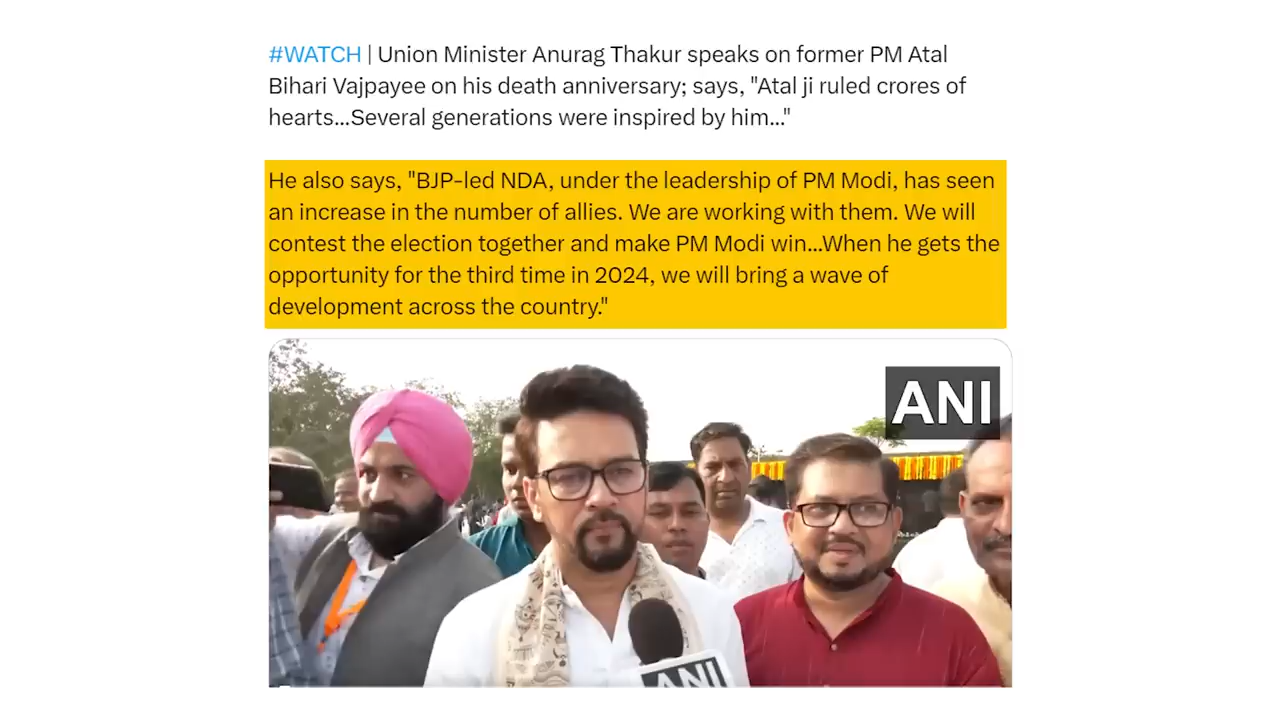 #WATCH | Union Minister Anurag Thakur speaks on former PM Atal
Bihari Vajpayee on his death anniversary; says, "Atal ji ruled crores of
hearts...Several generations were inspired by him..."
He also says, "BJP-led NDA, under the leadership of PM Modi, has seen
an increase in the number of allies. We are working with them. We will
contest the election together and make PM Modi win...When he gets the
opportunity for the third time in 2024, we will bring a wave of
development across the country."
ANI
ANI